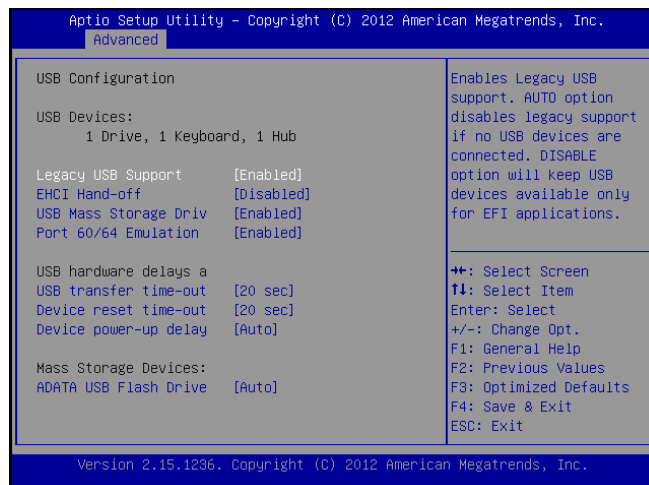 Aptio Setup Utility – Copyright (C) 2012 American Megatrends, Inc.
Advanced
USB Configuration
USB Devices:
1 Drive, 1 Keyboard, 1 Hub
Legacy USB Support [Enabled]
EHCI Hand-off [Disabled]
USB Mass Storage Driv [Enabled]
Port 60/64 Emulation [Enabled]
USB hardware delays a
USB transfer time-out [20 sec]
Device reset time-out [20 sec]
Device power-up delay [Auto]
Mass Storage Devices:
ADATA USB Flash Drive [Auto]
Enables Legacy USB
support. AUTO option
disables legacy support
if no USB devices are
connected. DISABLE
option will keep USB
devices available only
for EFI applications.
→←: Select Screen
↑↓: Select Item
Enter: Select
+/-: Change Opt.
F1: General Help
F2: Previous Values
F3: Optimized Defaults
F4: Save & Exit
ESC: Exit
Version 2.15.1236. Copyright (C) 2012 American Megatrends, Inc.